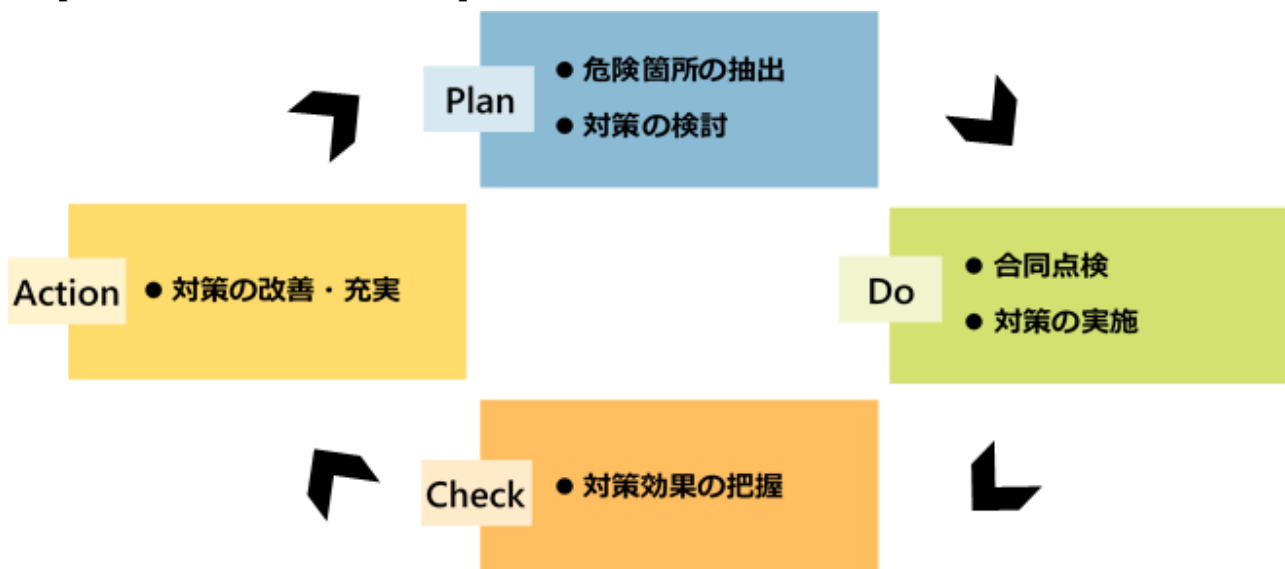 Plan
● 危険箇所の抽出
● 対策の検討
Do
● 合同点検
● 対策の実施
Check
● 対策効果の把握
Action
● 対策の改善・充実